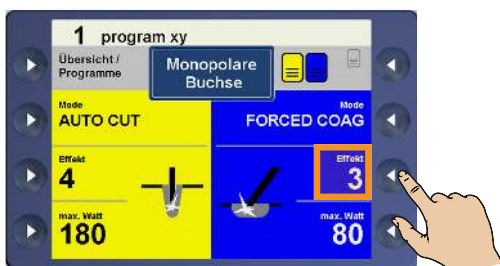 1 program xy
Übersicht /
Programme
Monopolare
Buchse
Mode
AUTO CUT
Mode
FORCED COAG
Effekt
4
Effekt
3
max. Watt
180
max. Watt
80